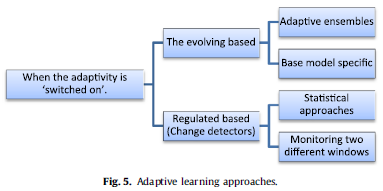 Adaptive ensembles
The evolving based
Base model specific
When the adaptivity is
‘switched on’.
Statistical
approaches
Regulated based
(Change detectors)
Monitoring two
different windows
Fig. 5. Adaptive learning approaches.